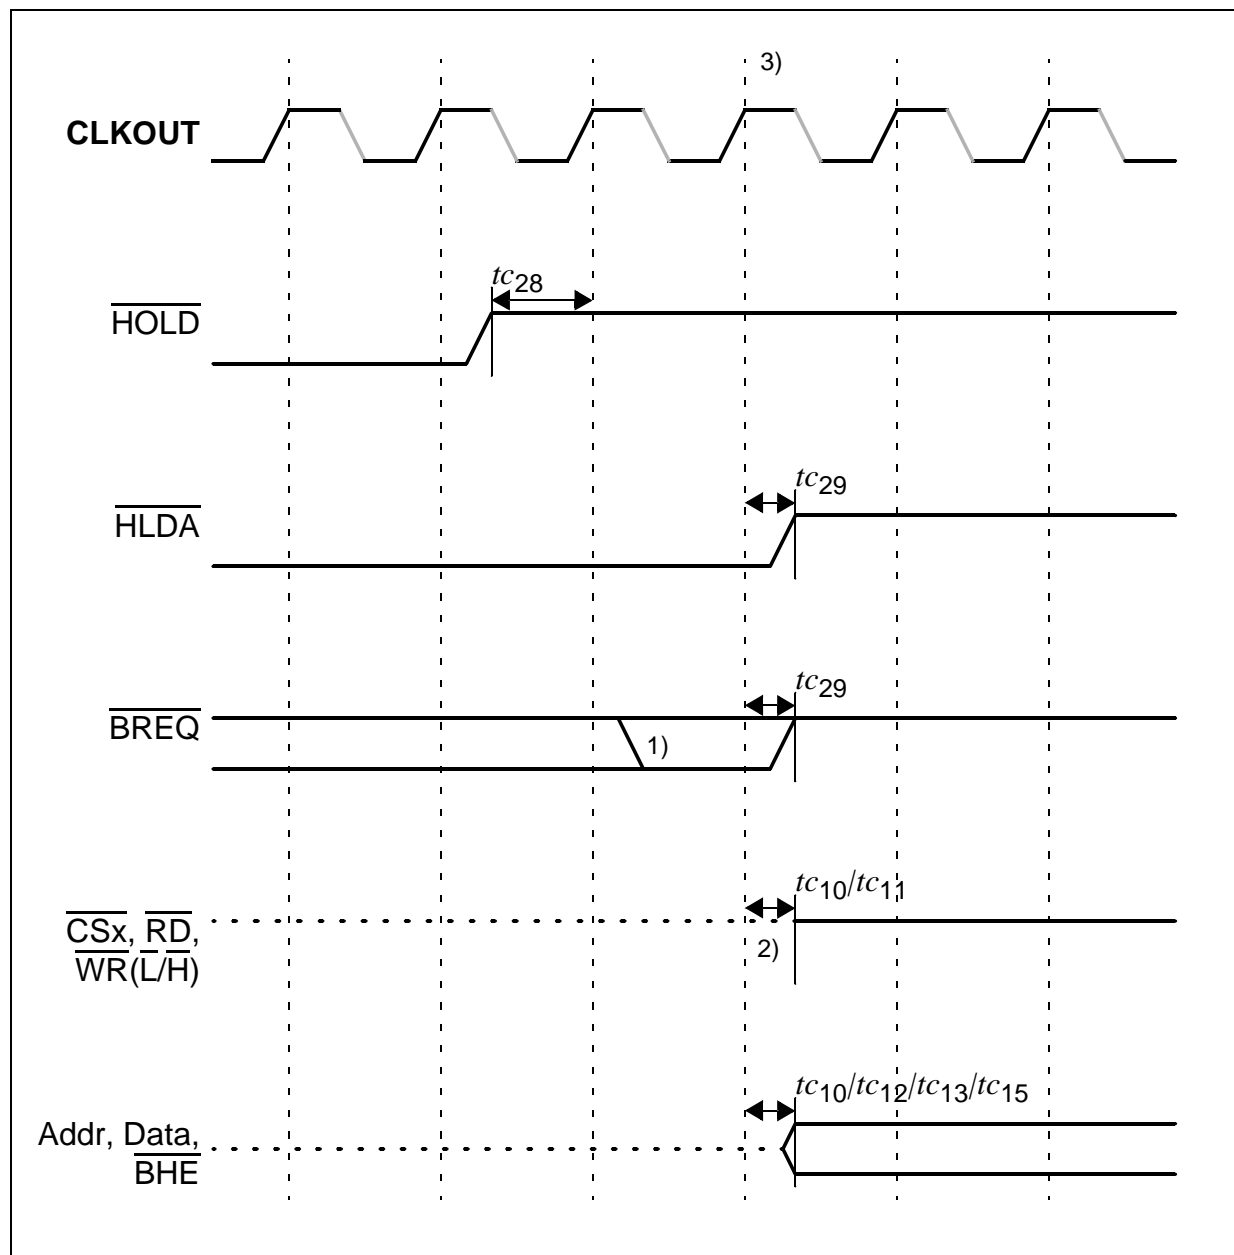 3)
CLKOUT
tc28
HOLD
tc29
HLDA
tc29
BREQ
1)
tc10/tc11
CSx, RD,
WR(L/H)
2)
tc10/tc12/tc13/tc15
Addr, Data,
BHE